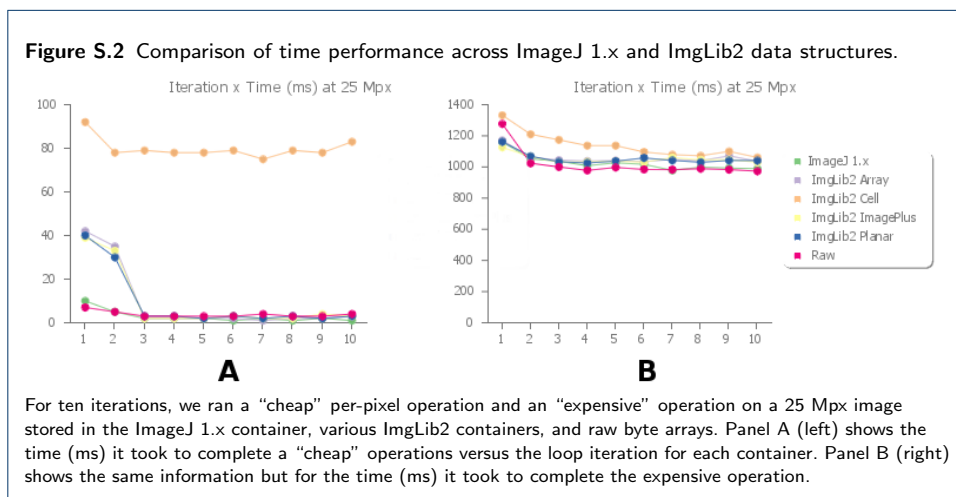 Figure S.2 Comparison of time performance across ImageJ 1.x and ImgLib2 data structures.
Iteration x Time (ms) at 25 Mpx
100
80
60
40
20
0
1 2 3 4 5 6 7 8 9 10
A
Iteration x Time (ms) at 25 Mpx
1400
1200
1000
800
600
400
200
0
1 2 3 4 5 6 7 8 9 10
B
ImageJ 1.x
ImgLib2 Array
ImgLib2 Cell
ImgLib2 ImagePlus
ImgLib2 Planar
Raw
For ten iterations, we ran a “cheap” per-pixel operation and an “expensive” operation on a 25 Mpx image
stored in the ImageJ 1.x container, various ImgLib2 containers, and raw byte arrays. Panel A (left) shows the
time (ms) it took to complete a “cheap” operations versus the loop iteration for each container. Panel B (right)
shows the same information but for the time (ms) it took to complete the expensive operation.